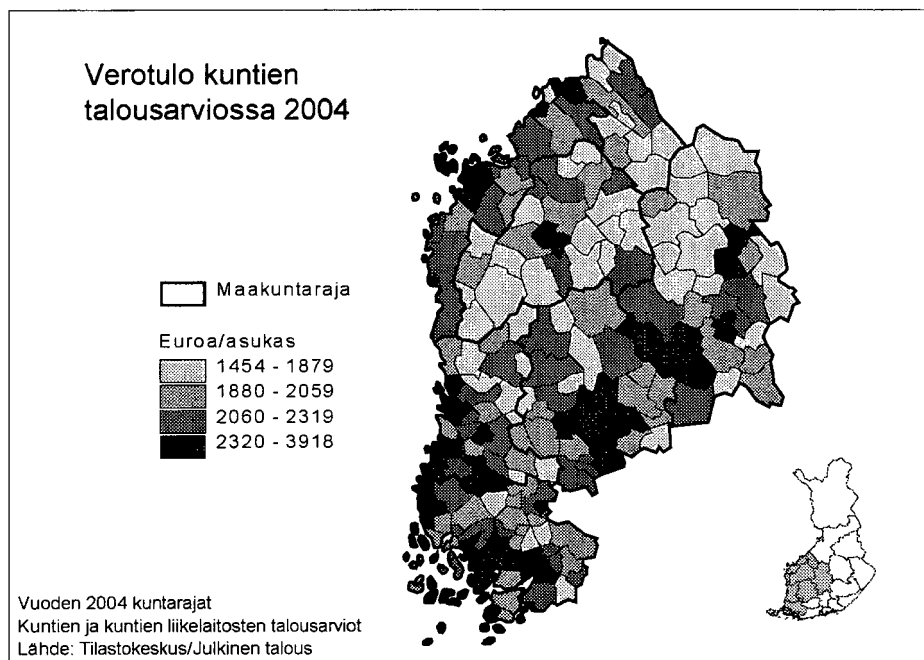 Verotulo kuntien
talousarviossa 2004
Maakuntaraja
Euroa/asukas
1454 - 1879
1880 - 2059
2060 - 2319
2320 - 3918
Vuoden 2004 kuntarajat
Kuntien ja kuntien liikelaitosten talousarviot
Lähde: Tilastokeskus/Julkinen talous